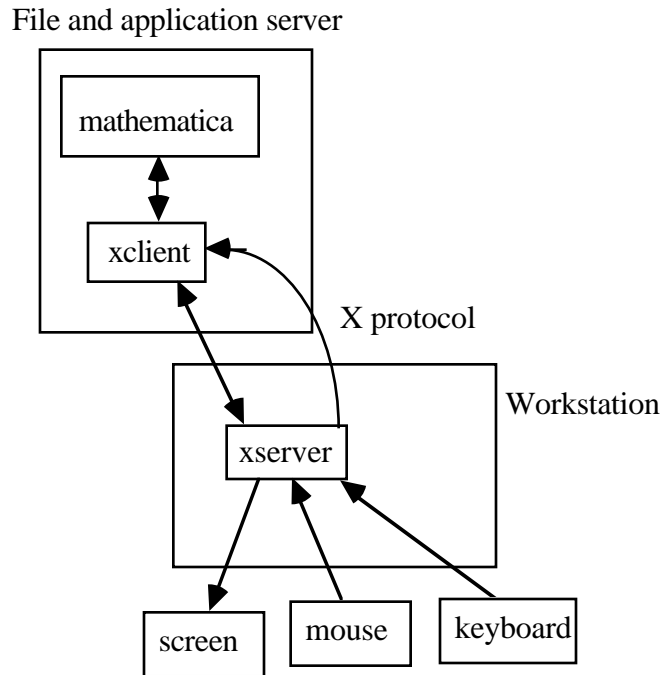 File and application server
mathematica
xclient
X protocol
Workstation
xserver
screen
mouse
keyboard